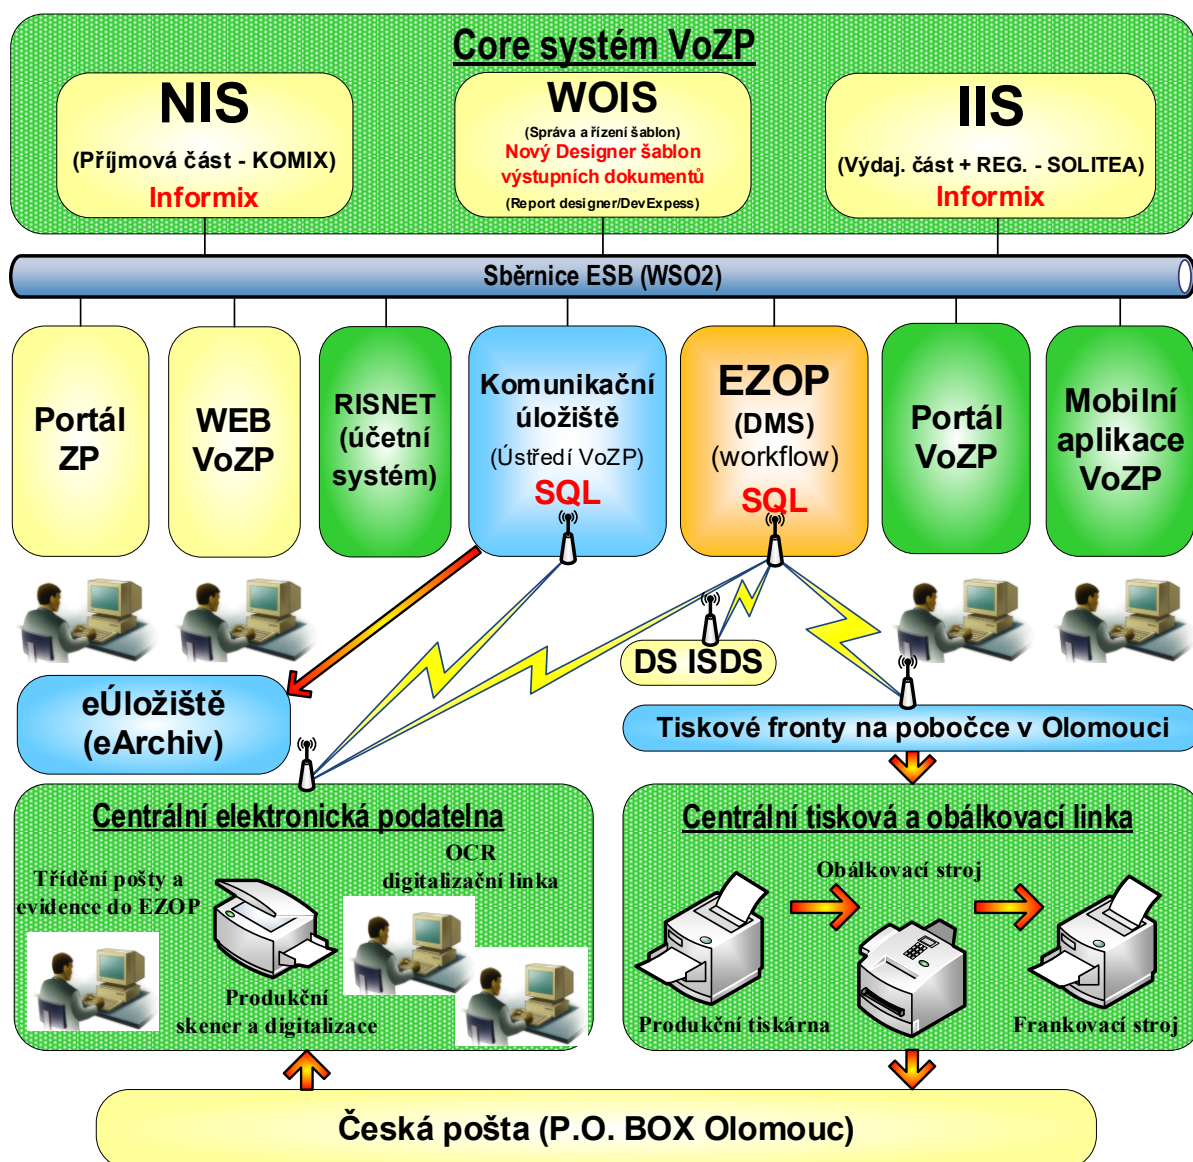 Core systém VoZP
NIS
(Příjmová část - KOMIX)
Informix
WOIS
(Správa a řízení šablon)
Nový Designer šablon
výstupních dokumentů
(Report designer/DevExpess)
IIS
(Výdaj. část + REG. - SOLITEA)
Informix
Sběrnice ESB (WSO2)
Portál
ZP
WEB
VoZP
RISNET
(účetní
systém)
Komunikační
úložiště
(Ústředí VoZP)
SQL
EZOP
(DMS)
(workflow)
SQL
Portál
VoZP
Mobilní
aplikace
VoZP
DS ISDS
eÚložiště
(eArchiv)
Tiskové fronty na pobočce v Olomouci
Centrální elektronická podatelna
Třídění pošty a
evidence do EZOP
OCR
digitalizační linka
Produkční
skener a digitalizace
Centrální tisková a obálkovací linka
Obálkovací stroj
Produkční tiskárna
Frankovací stroj
Česká pošta (P.O. BOX Olomouc)